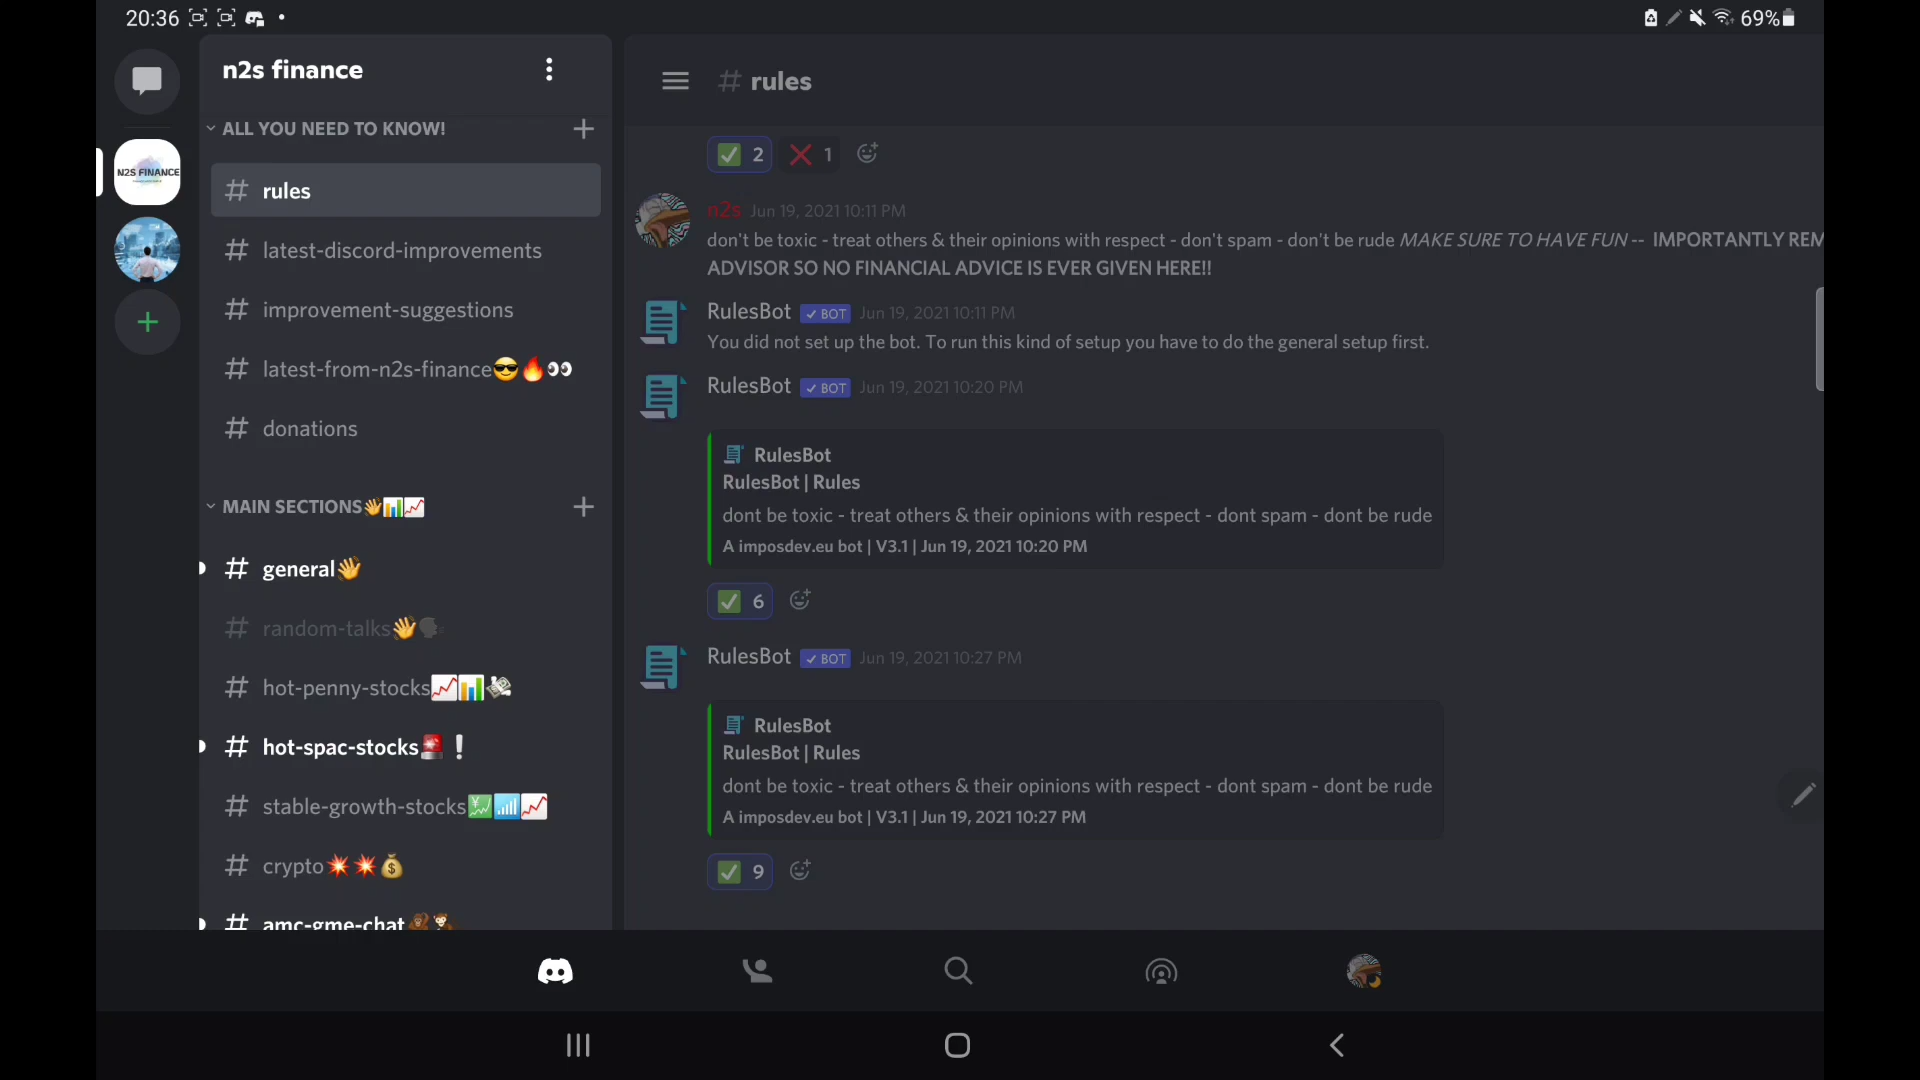 20:36
69%
n2s finance
ALL YOU NEED TO KNOW!
N2S FINANCE
# rules
# latest-discord-improvements
# improvement-suggestions
# latest-from-n2s-finance😎🔥👀
# donations
MAIN SECTIONS👋📊📈
# general👋
# random-talks👋🗣
# hot-penny-stocks📈📊💸
# hot-spac-stocks🚨❕
# stable-growth-stocks💹📶📈
# crypto💥💥💰
# amc-gme-chat
# rules
✅ 2 ❌ 1
n2s Jun 19, 2021 10:11 PM
don't be toxic - treat others & their opinions with respect - don't spam - don't be rude MAKE SURE TO HAVE FUN -- IMPORTANTLY REM
ADVISOR SO NO FINANCIAL ADVICE IS EVER GIVEN HERE!!
RulesBot ✓ BOT Jun 19, 2021 10:11 PM
You did not set up the bot. To run this kind of setup you have to do the general setup first.
RulesBot ✓ BOT Jun 19, 2021 10:20 PM
RulesBot
RulesBot | Rules
dont be toxic - treat others & their opinions with respect - dont spam - dont be rude
A imposdev.eu bot | V3.1 | Jun 19, 2021 10:20 PM
✅ 6
RulesBot ✓ BOT Jun 19, 2021 10:27 PM
RulesBot
RulesBot | Rules
dont be toxic - treat others & their opinions with respect - dont spam - dont be rude
A imposdev.eu bot | V3.1 | Jun 19, 2021 10:27 PM
✅ 9